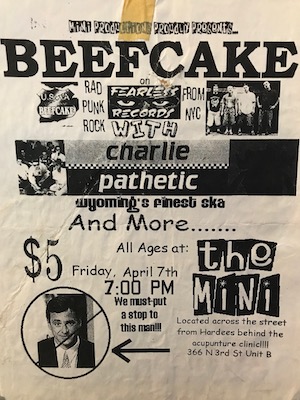 MINI PRODUCTIONS PROUDLY PRESENTS...
BEEFCAKE
on
U.S.D.A
BEEFCAKE
RAD
PUNK
ROCK
FEARLESS
RECORDS
FROM
NYC
WITH
charlie
pathetic
wyoming's finest ska
And More.......
$5
All Ages at:
the
MINI
Friday, April 7th
7:00 PM
We must put
a stop to
this man!!!
Located across the street
from Hardees behind the
acupunture clinic!!!!
366 N 3rd St Unit B